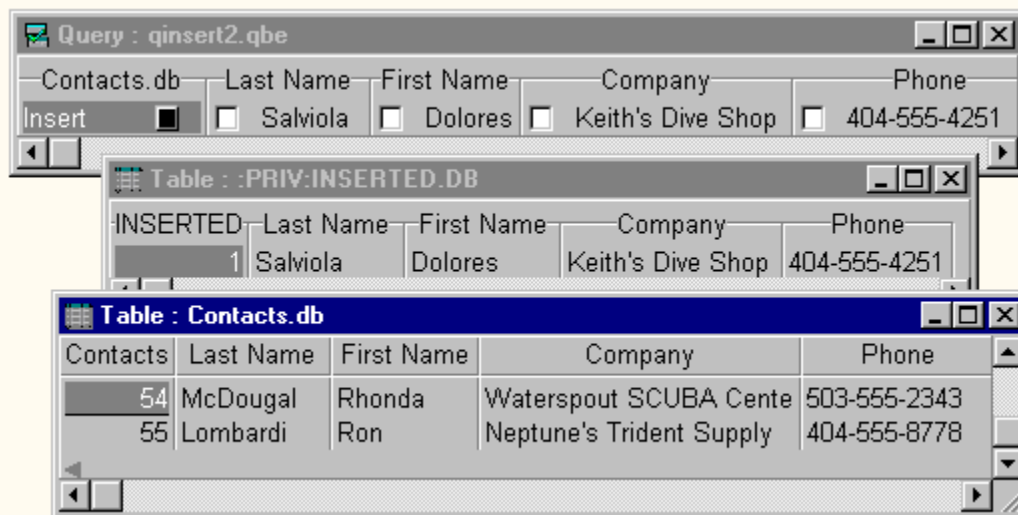 Query : qinsert2.qbe
Contacts.db Last Name First Name Company Phone
Insert Salviola Dolores Keith's Dive Shop 404-555-4251
Table : :PRIV:INSERTED.DB
INSERTED Last Name First Name Company Phone
1 Salviola Dolores Keith's Dive Shop 404-555-4251
Table : Contacts.db
Contacts Last Name First Name Company Phone
54 McDougal Rhonda Waterspout SCUBA Cente 503-555-2343
55 Lombardi Ron Neptune's Trident Supply 404-555-8778